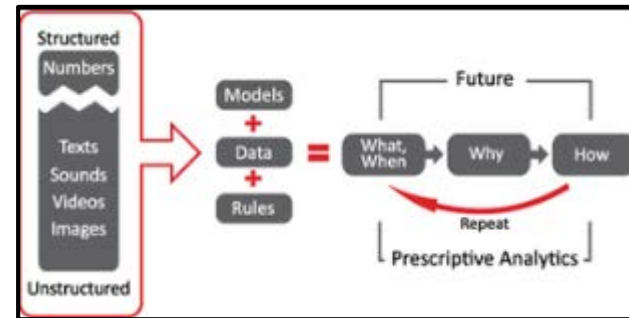 Structured
Numbers
Texts
Sounds
Videos
Images
Unstructured
Models
+
Data
+
Rules
=
Future
What,
When
Why
How
Repeat
Prescriptive Analytics